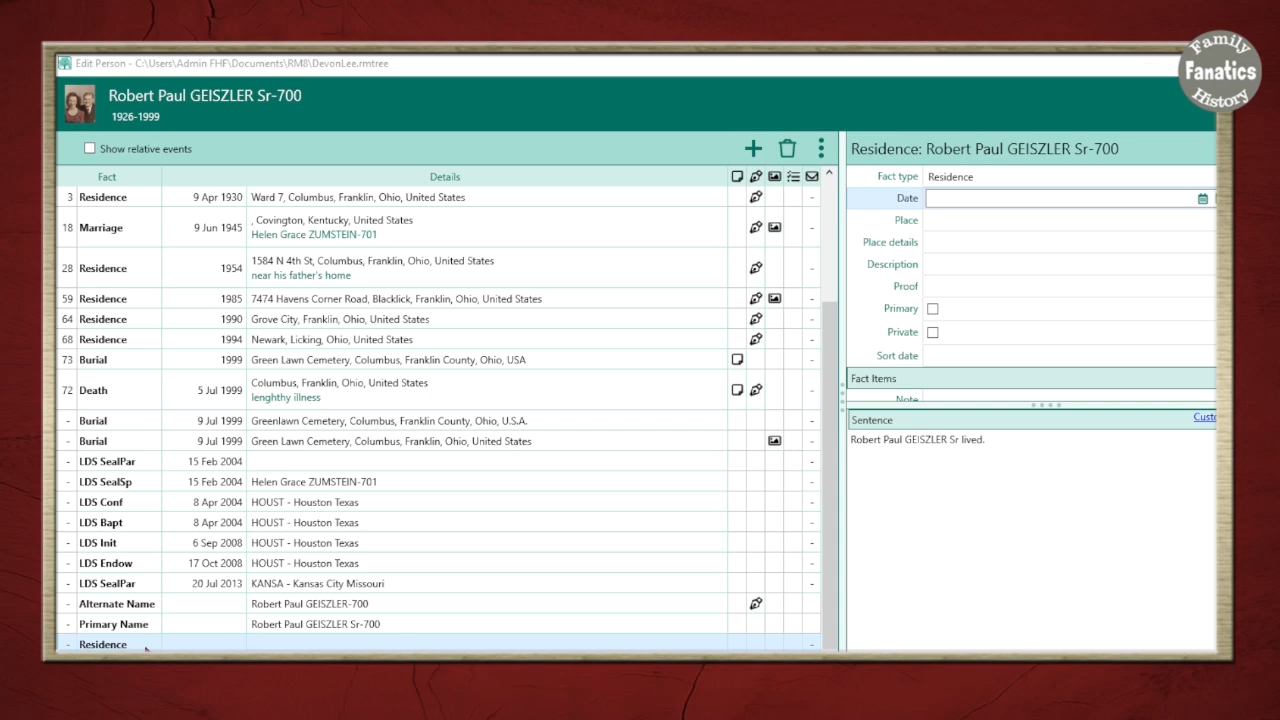 Family
Fanatics
History
Edit Person - C:\Users\Admin FHF\Documents\RM8\DevonLee.rmtree
Robert Paul GEISZLER Sr-700
1926-1999
Show relative events
Fact Details
3 Residence 9 Apr 1930 Ward 7, Columbus, Franklin, Ohio, United States -
18 Marriage 9 Jun 1945 , Covington, Kentucky, United States -
Helen Grace ZUMSTEIN-701
28 Residence 1954 1584 N 4th St, Columbus, Franklin, Ohio, United States -
near his father's home
59 Residence 1985 7474 Havens Corner Road, Blacklick, Franklin, Ohio, United States -
64 Residence 1990 Grove City, Franklin, Ohio, United States -
68 Residence 1994 Newark, Licking, Ohio, United States -
73 Burial 1999 Green Lawn Cemetery, Columbus, Franklin County, Ohio, USA -
72 Death 5 Jul 1999 Columbus, Franklin, Ohio, United States -
lenghthy illness
- Burial 9 Jul 1999 Greenlawn Cemetery, Columbus, Franklin County, Ohio, U.S.A. -
- Burial 9 Jul 1999 Green Lawn Cemetery, Columbus, Franklin, Ohio, United States -
- LDS SealPar 15 Feb 2004 -
- LDS SealSp 15 Feb 2004 Helen Grace ZUMSTEIN-701 -
- LDS Conf 8 Apr 2004 HOUST - Houston Texas -
- LDS Bapt 8 Apr 2004 HOUST - Houston Texas -
- LDS Init 6 Sep 2008 HOUST - Houston Texas -
- LDS Endow 17 Oct 2008 HOUST - Houston Texas -
- LDS SealPar 20 Jul 2013 KANSA - Kansas City Missouri -
- Alternate Name Robert Paul GEISZLER-700 -
- Primary Name Robert Paul GEISZLER Sr-700 -
- Residence -
Residence: Robert Paul GEISZLER Sr-700
Fact type Residence
Date
Place
Place details
Description
Proof
Primary
Private
Sort date
Fact Items
Note
Sentence Custo
Robert Paul GEISZLER Sr lived.